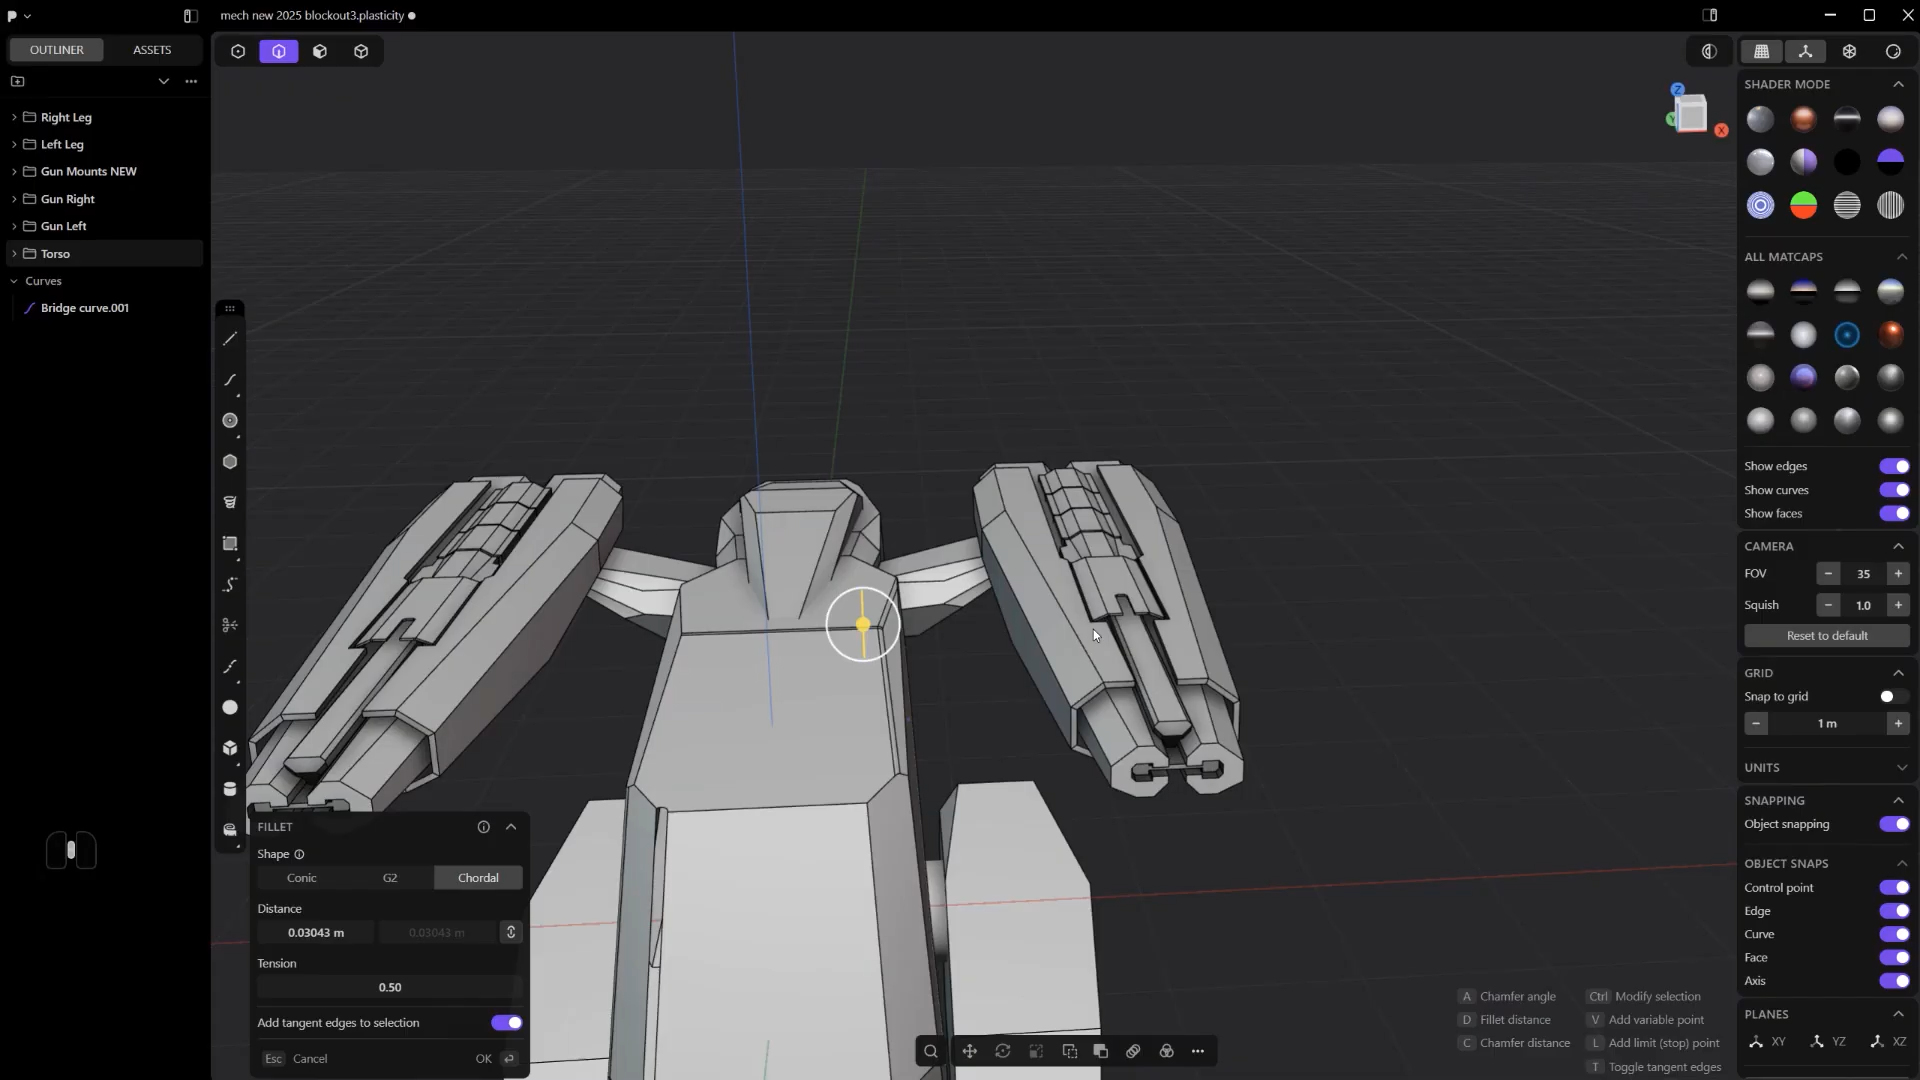 mech new 2025 blockout3.plasticity
OUTLINER
ASSETS
Right Leg
Left Leg
Gun Mounts NEW
Gun Right
Gun Left
Torso
Curves
Bridge curve.001
Z
Y
X
SHADER MODE
ALL MATCAPS
Show edges
Show curves
Show faces
CAMERA
FOV
− 35 +
Squish
− 1.0 +
Reset to default
GRID
Snap to grid
− 1 m +
UNITS
SNAPPING
Object snapping
OBJECT SNAPS
Control point
Edge
Curve
Face
Axis
PLANES
XY YZ XZ
FILLET
Shape
Conic G2 Chordal
Distance
0.03043 m 0.03043 m
Tension
0.50
Add tangent edges to selection
Esc Cancel OK
A Chamfer angle Ctrl Modify selection
D Fillet distance V Add variable point
C Chamfer distance L Add limit (stop) point
T Toggle tangent edges